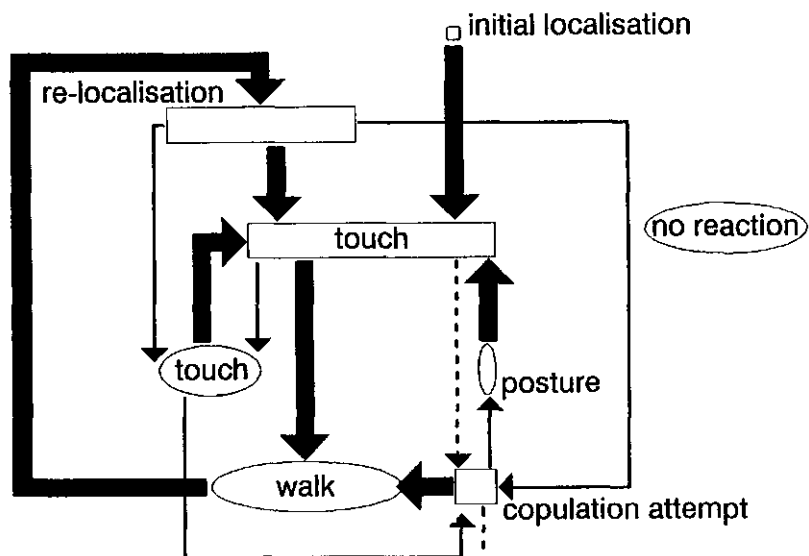 initial localisation
re-localisation
touch
no reaction
touch
posture
walk
copulation attempt